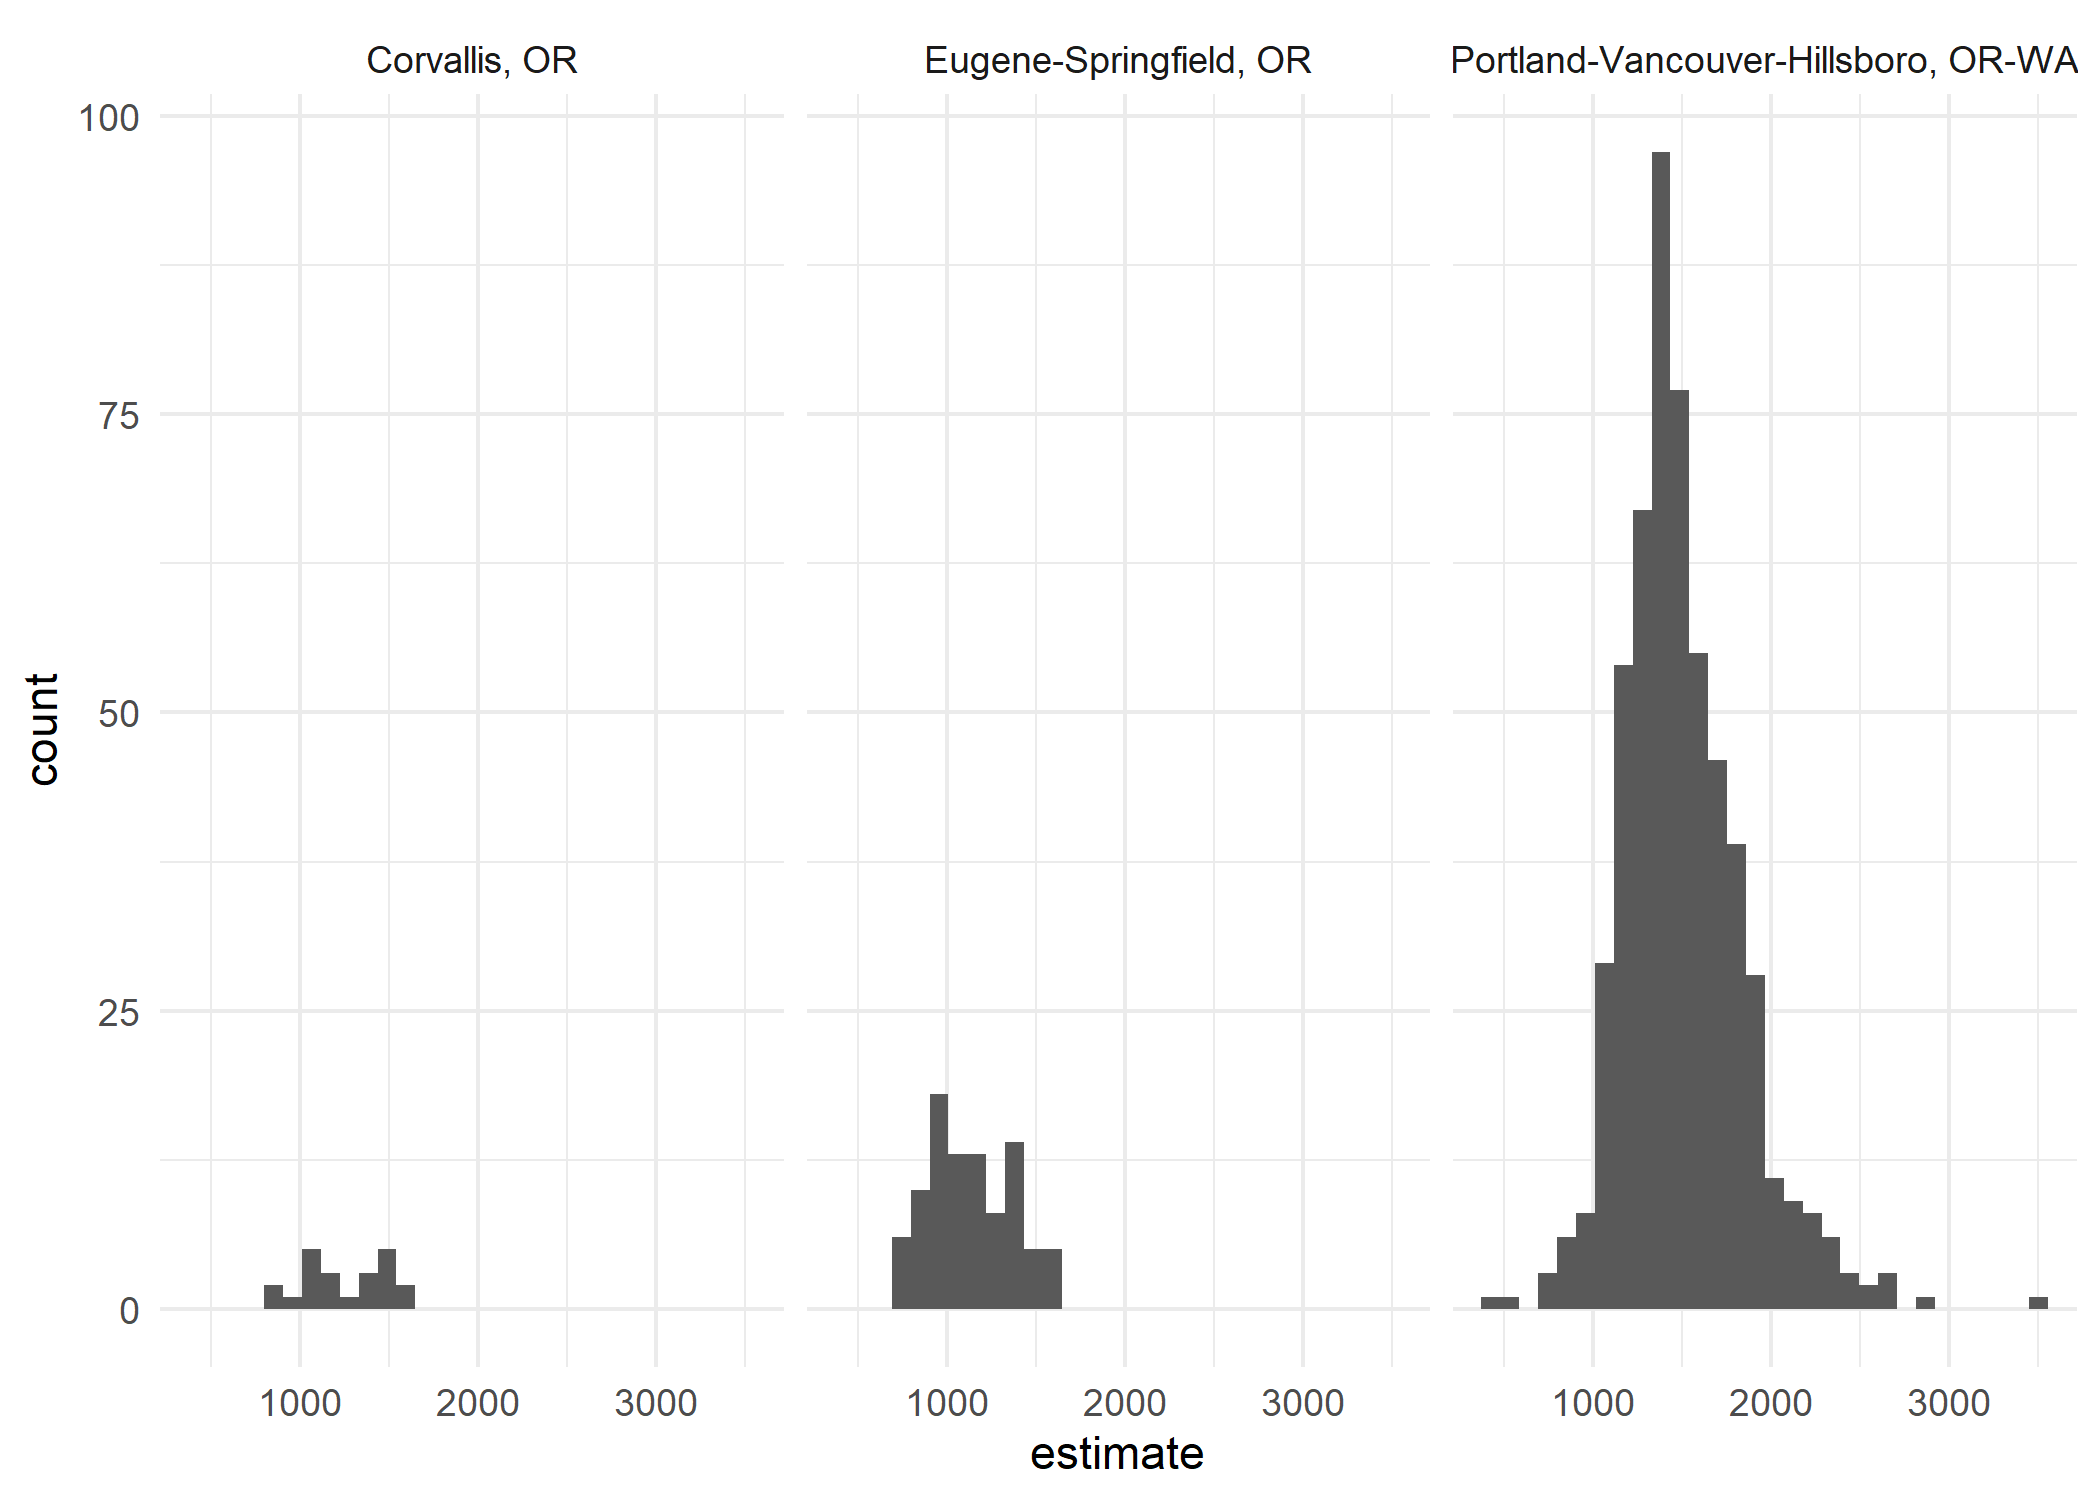 Corvallis, OR
Eugene-Springfield, OR
Portland-Vancouver-Hillsboro, OR-WA
100
75
50
25
0
count
1000 2000 3000
1000 2000 3000
1000 2000 3000
estimate